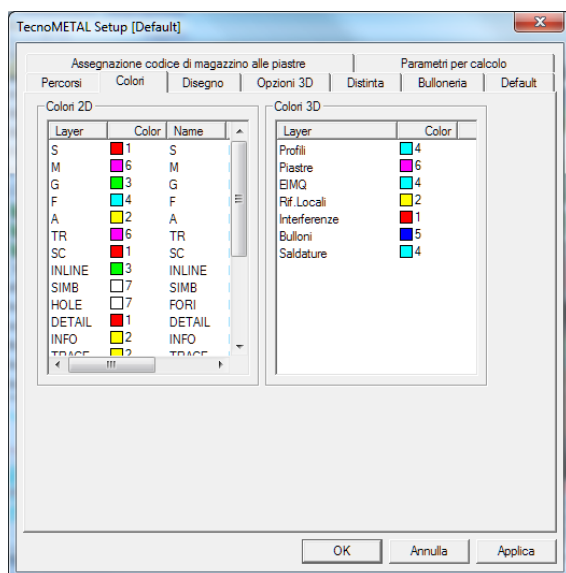 TecnoMETAL Setup [Default]
Assegnazione codice di magazzino alle piastre Parametri per calcolo
Percorsi Colori Disegno Opzioni 3D Distinta Bulloneria Default
Colori 2D Colori 3D
Layer Color Name Layer Color
S 1 S Profili 4
M 6 M Piastre 6
G 3 G EIMQ 4
F 4 F Rif.Locali 2
A 2 A Interferenze 1
TR 6 TR Bulloni 5
SC 1 SC Saldature 4
INLINE 3 INLINE
SIMB 7 SIMB
HOLE 7 FORI
DETAIL 1 DETAIL
INFO 2 INFO
TRACE 2 TRACE
OK Annulla Applica